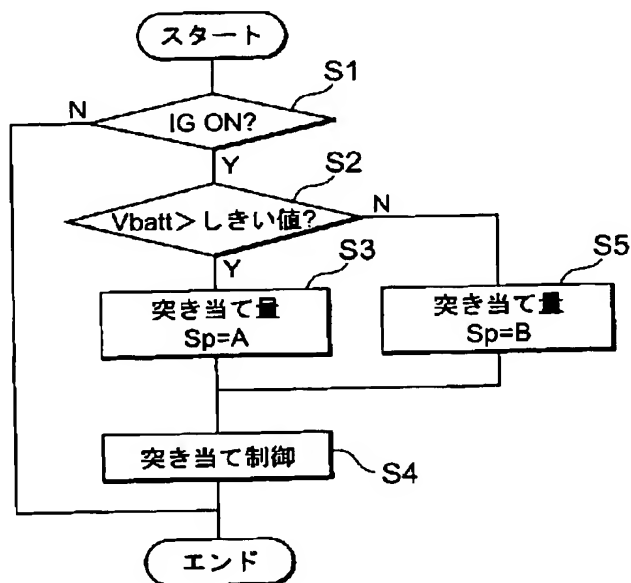 スタート
S1
N
IG ON?
Y
S2
N
Vbatt＞しきい値?
Y
S3
S5
突き当て量
Sp=A
突き当て量
Sp=B
突き当て制御
S4
エンド